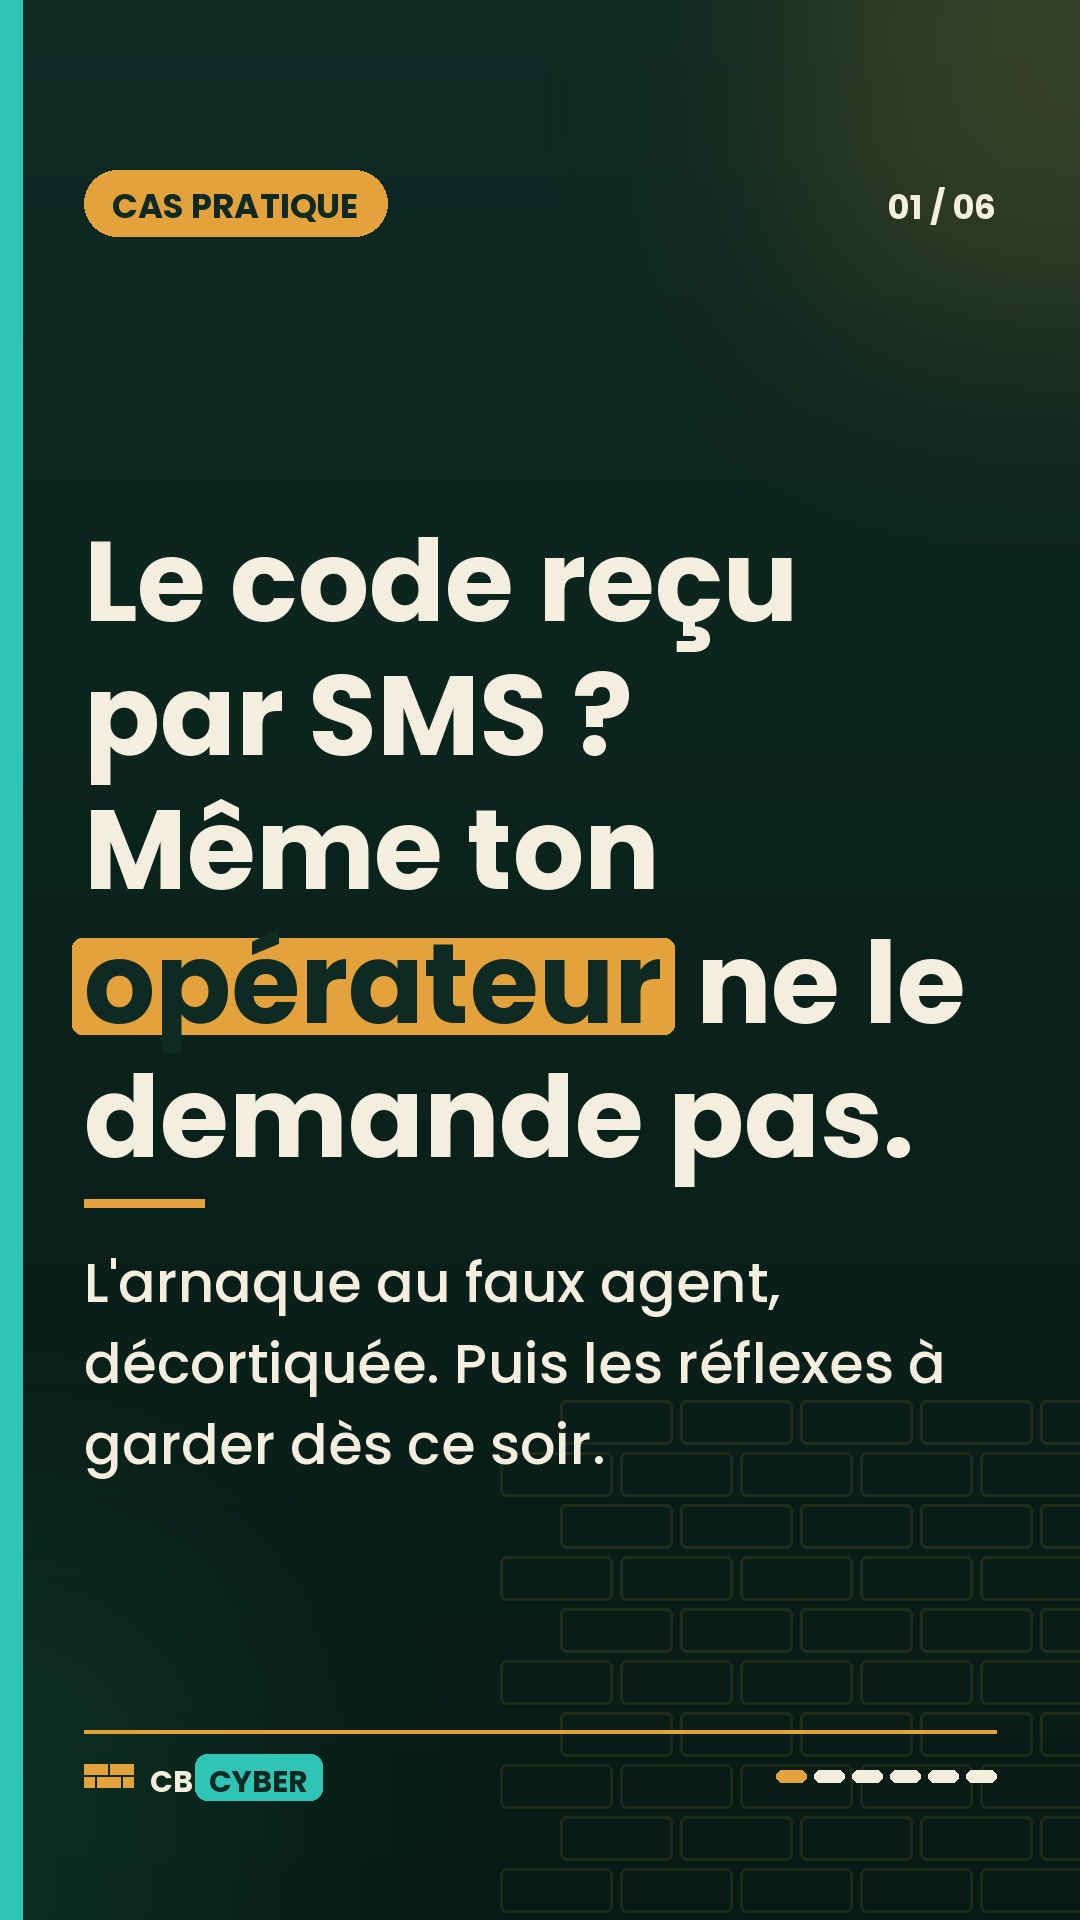 CAS PRATIQUE
01 / 06
Le code reçu
par SMS ?
Même ton
opérateur ne le
demande pas.
L'arnaque au faux agent,
décortiquée. Puis les réflexes à
garder dès ce soir.
CB CYBER